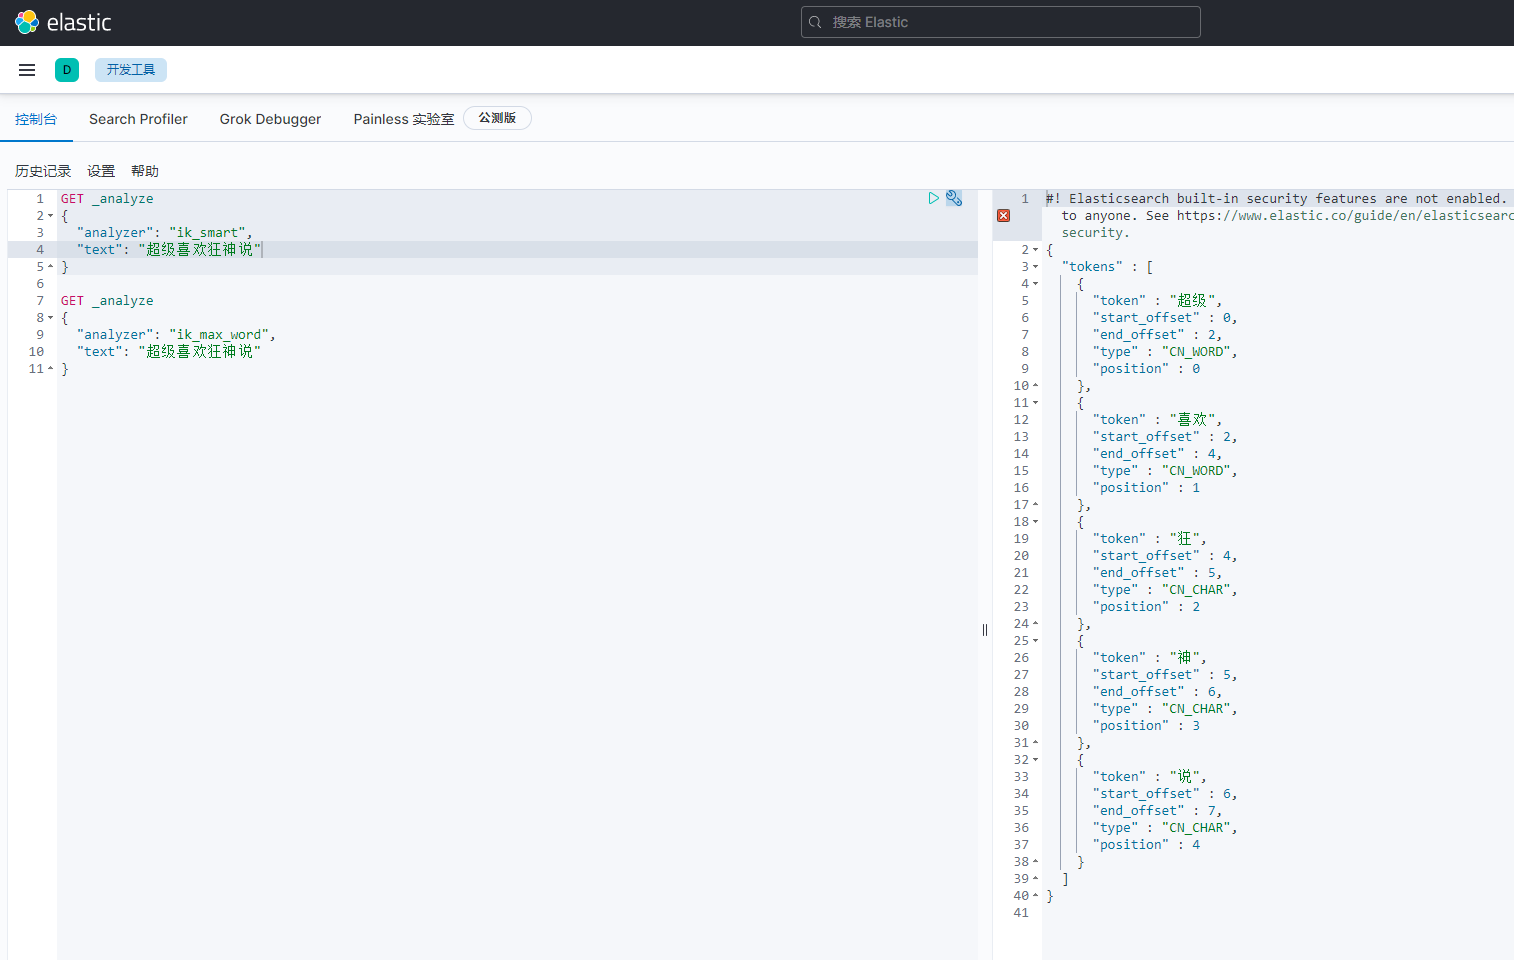 elastic
搜索 Elastic
D
开发工具
控制台
Search Profiler
Grok Debugger
Painless 实验室
公测版
历史记录
设置
帮助
1 GET _analyze
2 {
3 "analyzer": "ik_smart",
4 "text": "超级喜欢狂神说"
5 }
6
7 GET _analyze
8 {
9 "analyzer": "ik_max_word",
10 "text": "超级喜欢狂神说"
11 }
1 #! Elasticsearch built-in security features are not enabled.
to anyone. See https://www.elastic.co/guide/en/elasticsearc
security.
2 {
3 "tokens" : [
4 {
5 "token" : "超级",
6 "start_offset" : 0,
7 "end_offset" : 2,
8 "type" : "CN_WORD",
9 "position" : 0
10 },
11 {
12 "token" : "喜欢",
13 "start_offset" : 2,
14 "end_offset" : 4,
15 "type" : "CN_WORD",
16 "position" : 1
17 },
18 {
19 "token" : "狂",
20 "start_offset" : 4,
21 "end_offset" : 5,
22 "type" : "CN_CHAR",
23 "position" : 2
24 },
25 {
26 "token" : "神",
27 "start_offset" : 5,
28 "end_offset" : 6,
29 "type" : "CN_CHAR",
30 "position" : 3
31 },
32 {
33 "token" : "说",
34 "start_offset" : 6,
35 "end_offset" : 7,
36 "type" : "CN_CHAR",
37 "position" : 4
38 }
39 ]
40 }
41